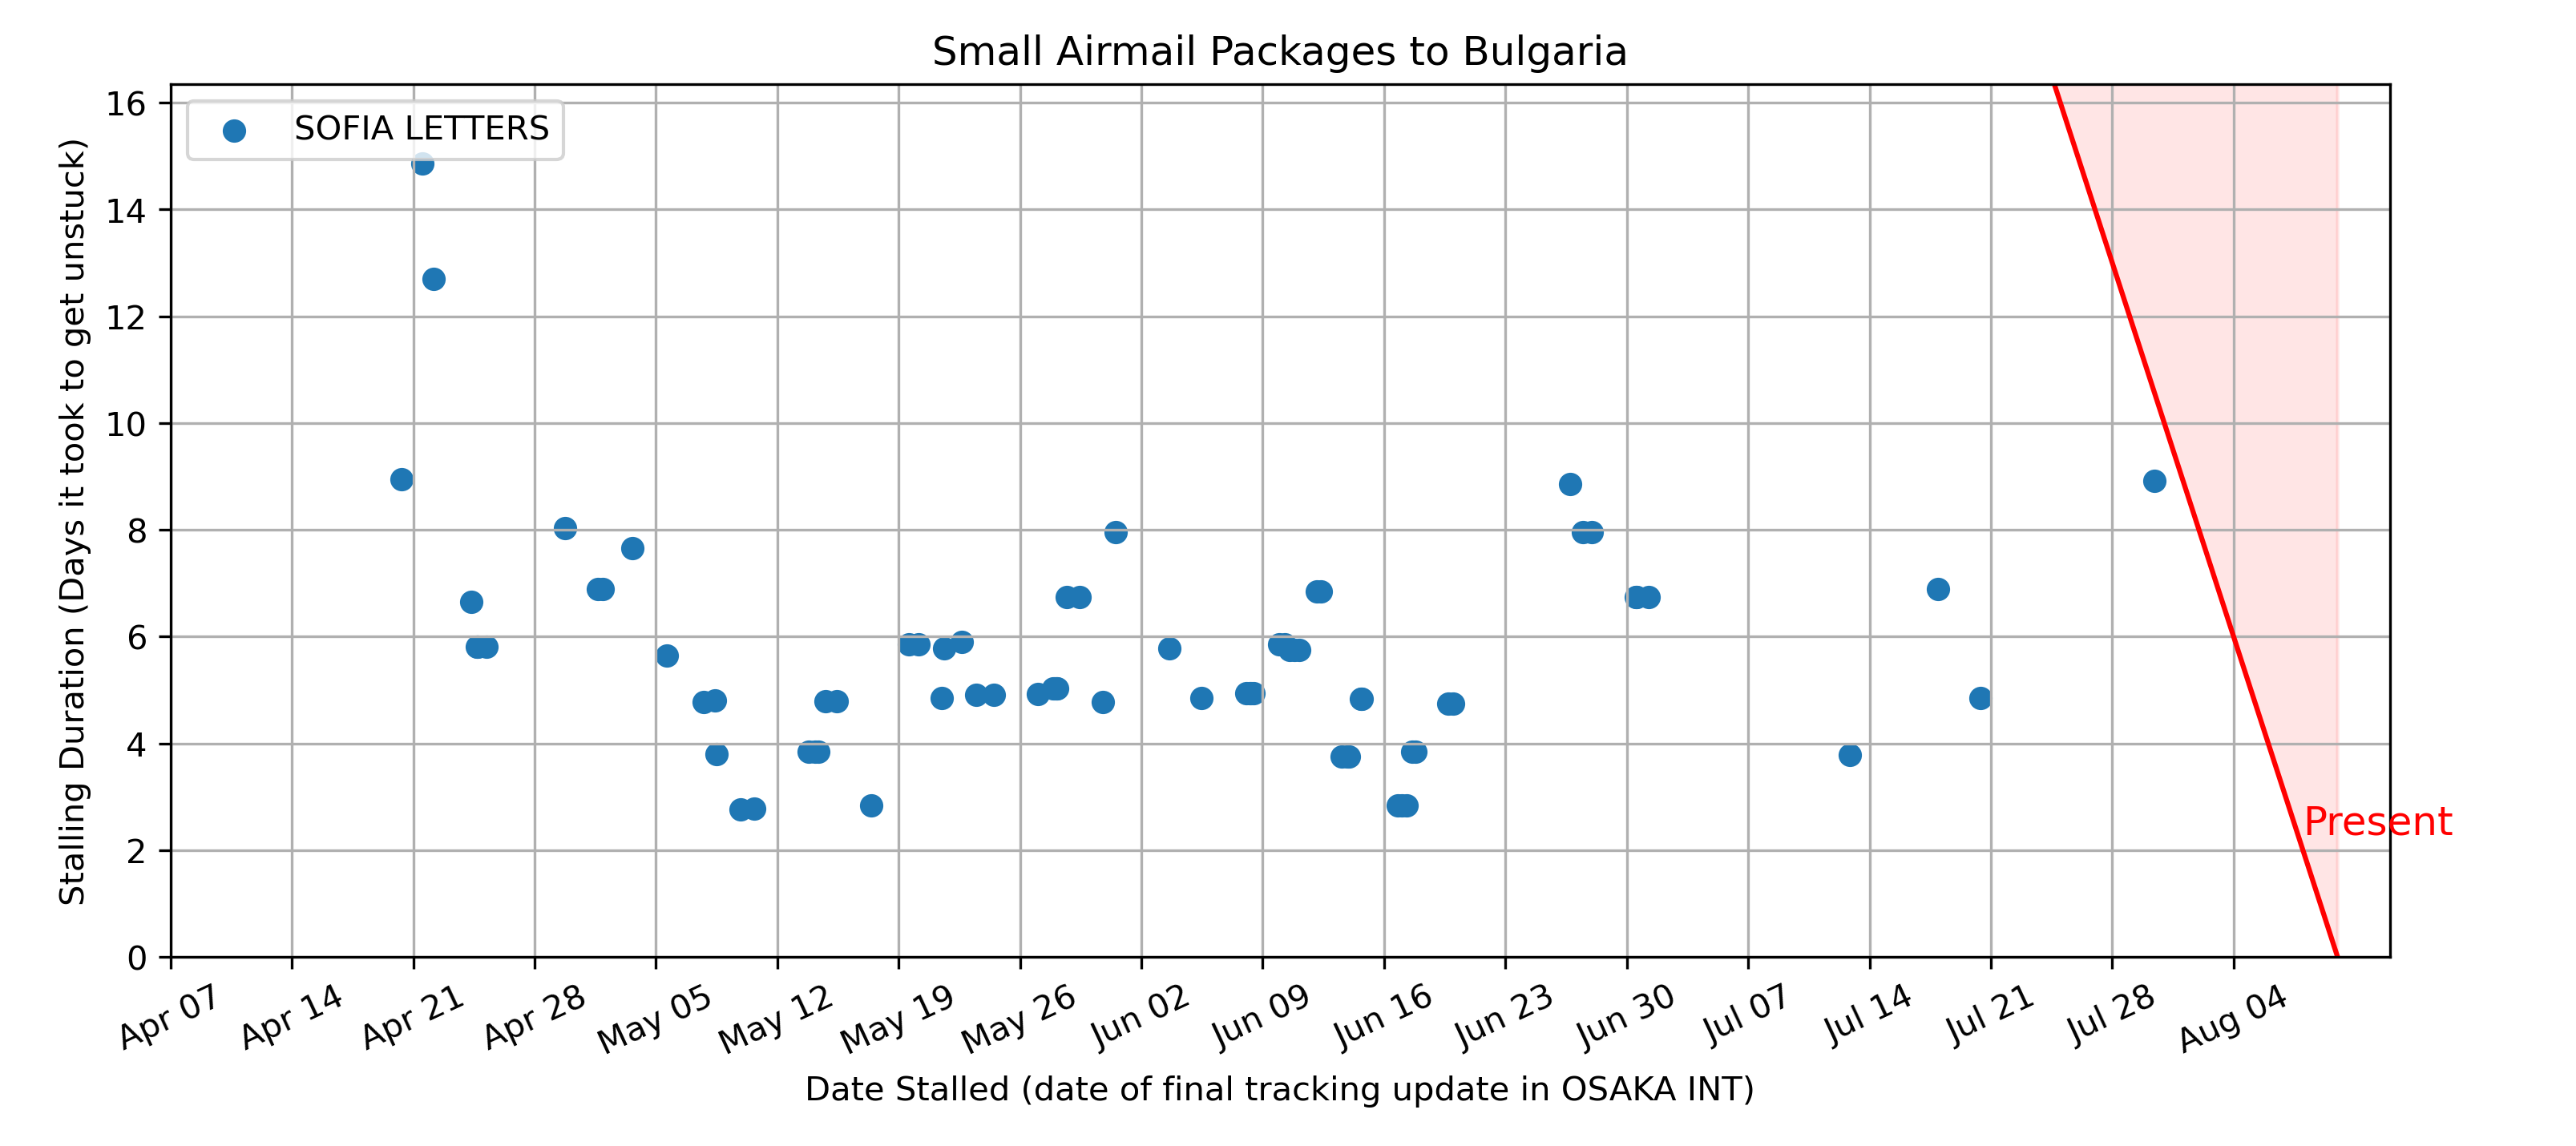 Small Airmail Packages to Bulgaria
SOFIA LETTERS
Stalling Duration (Days it took to get unstuck)
16
14
12
10
8
6
4
2
0
Present
Apr 07
Apr 14
Apr 21
Apr 28
May 05
May 12
May 19
May 26
Jun 02
Jun 09
Jun 16
Jun 23
Jun 30
Jul 07
Jul 14
Jul 21
Jul 28
Aug 04
Date Stalled (date of final tracking update in OSAKA INT)